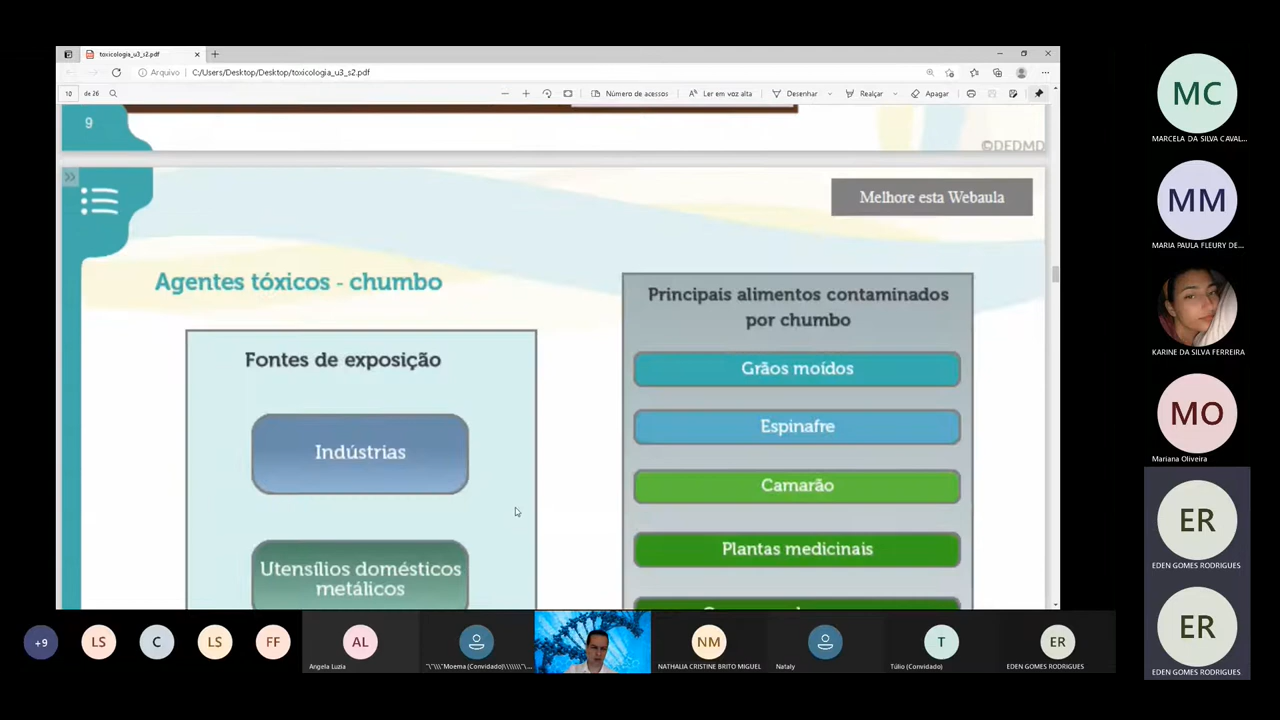 toxicologia_u3_s2.pdf
Arquivo
C:/Users/Desktop/Desktop/toxicologia_u3_s2.pdf
10 de 26
Número de acessos
Ler em voz alta
Desenhar
Realçar
Apagar
9
©DEDMD
Melhore esta Webaula
Agentes tóxicos - chumbo
Fontes de exposição
Indústrias
Utensílios domésticos
metálicos
Principais alimentos contaminados
por chumbo
Grãos moídos
Espinafre
Camarão
Plantas medicinais
MC
MARCELA DA SILVA CAVAL...
MM
MARIA PAULA FLEURY DE...
KARINE DA SILVA FERREIRA
MO
Mariana Oliveira
ER
EDEN GOMES RODRIGUES
ER
EDEN GOMES RODRIGUES
+9
LS
C
LS
FF
AL
Angela Luzia
"\"\\\"Moema (Convidado)\\\\\\\"\...
NM
NATHALIA CRISTINE BRITO MIGUEL
Nataly
T
Túlio (Convidado)
ER
EDEN GOMES RODRIGUES